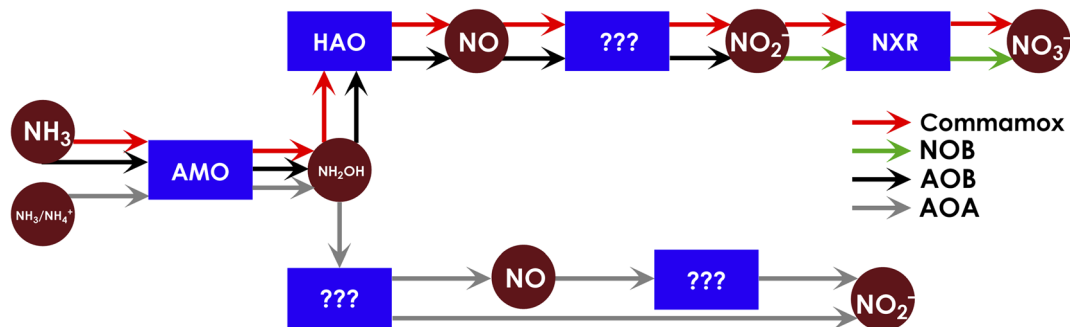 HAO
NO
???
NO₂⁻
NXR
NO₃⁻
NH₃
AMO
NH₂OH
NH₃/NH₄⁺
Commamox
NOB
AOB
AOA
???
NO
???
NO₂⁻